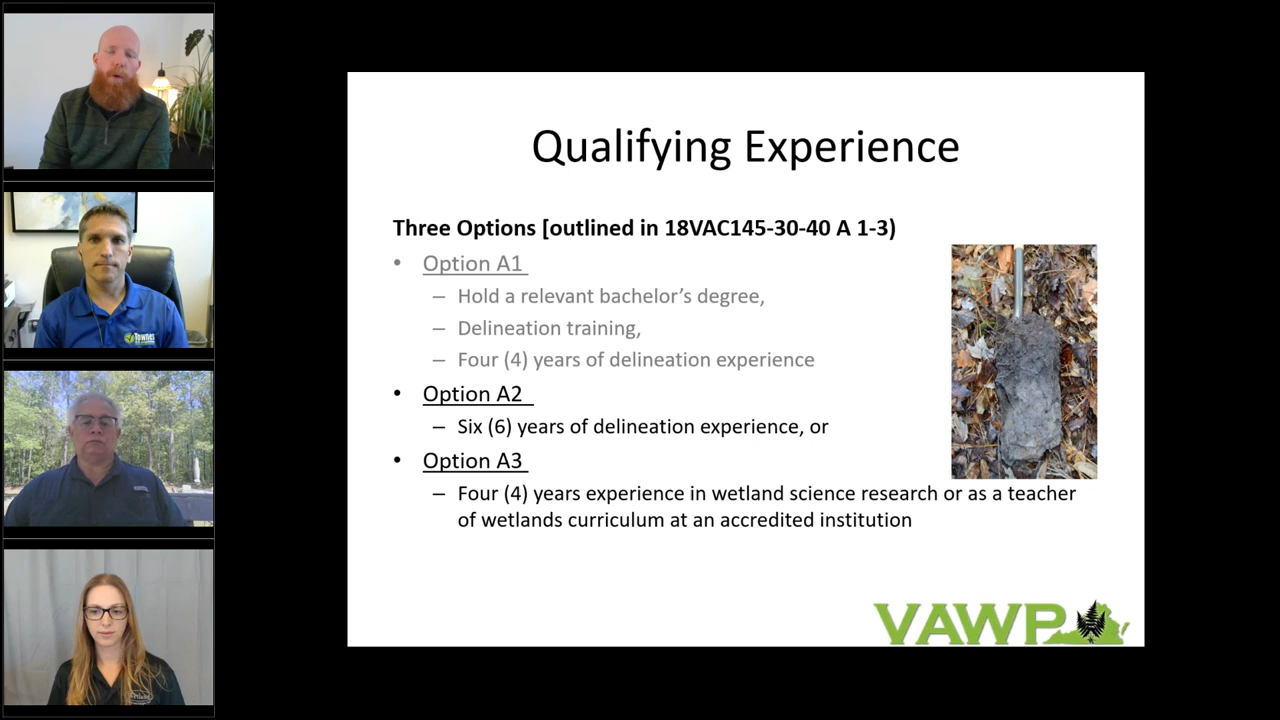 Qualifying Experience
Three Options [outlined in 18VAC145-30-40 A 1-3)
• Option A1
– Hold a relevant bachelor’s degree,
– Delineation training,
– Four (4) years of delineation experience
• Option A2
– Six (6) years of delineation experience, or
• Option A3
– Four (4) years experience in wetland science research or as a teacher
of wetlands curriculum at an accredited institution
VAWP
Townes